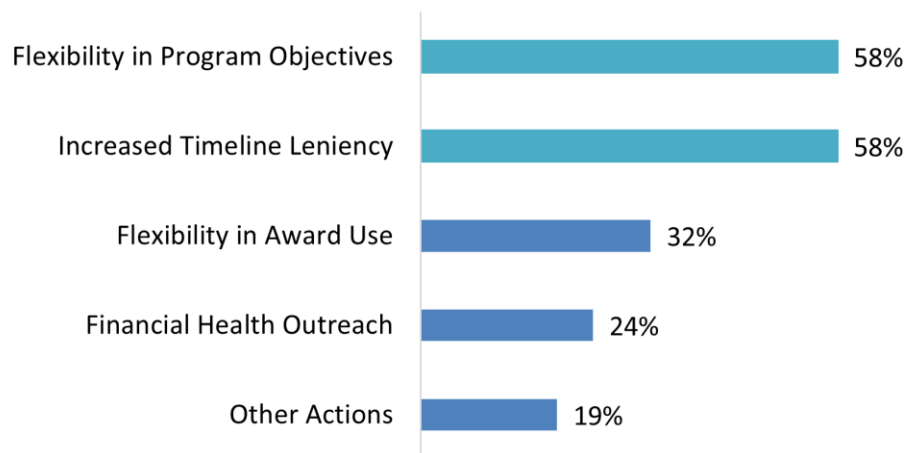 Flexibility in Program Objectives 58%
Increased Timeline Leniency 58%
Flexibility in Award Use 32%
Financial Health Outreach 24%
Other Actions 19%